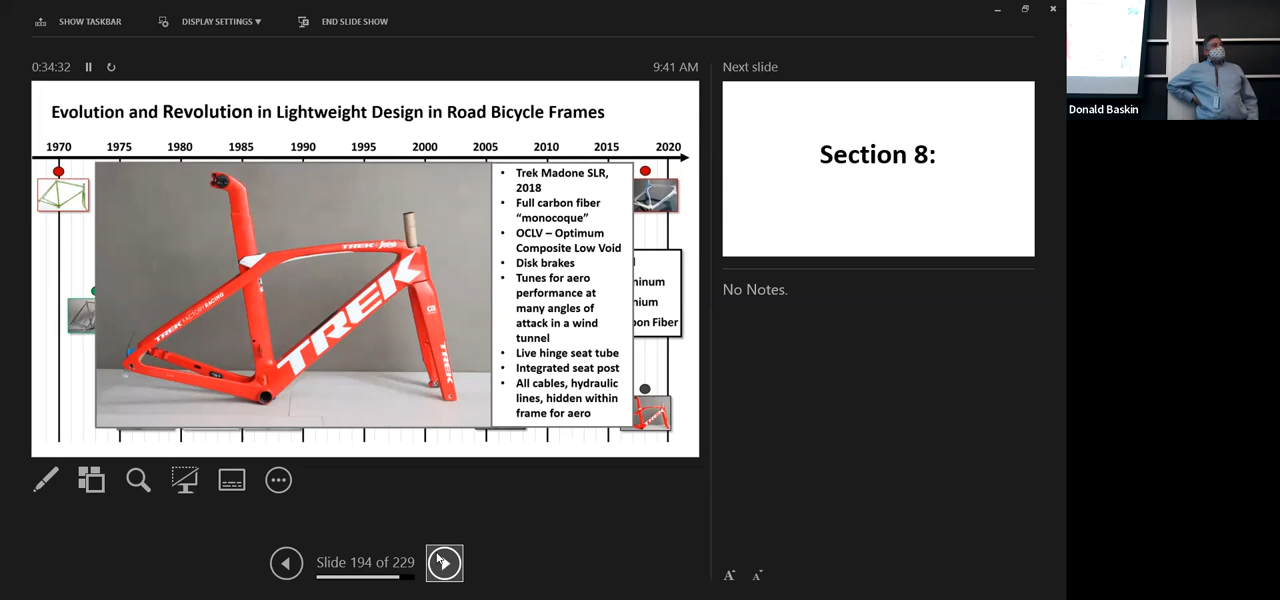 SHOW TASKBAR
DISPLAY SETTINGS ▼
END SLIDE SHOW
0:34:32
9:41 AM
Evolution and Revolution in Lightweight Design in Road Bicycle Frames
1970 1975 1980 1985 1990 1995 2000 2005 2010 2015 2020
TREK
TREK FACTORY RACING
TREK
TREK
• Trek Madone SLR,
2018
• Full carbon fiber
“monocoque”
• OCLV – Optimum
Composite Low Void
• Disk brakes
• Tunes for aero
performance at
many angles of
attack in a wind
tunnel
• Live hinge seat tube
• Integrated seat post
• All cables, hydraulic
lines, hidden within
frame for aero
l
minum
nium
bon Fiber
Slide 194 of 229
Next slide
Section 8:
No Notes.
A A
Donald Baskin